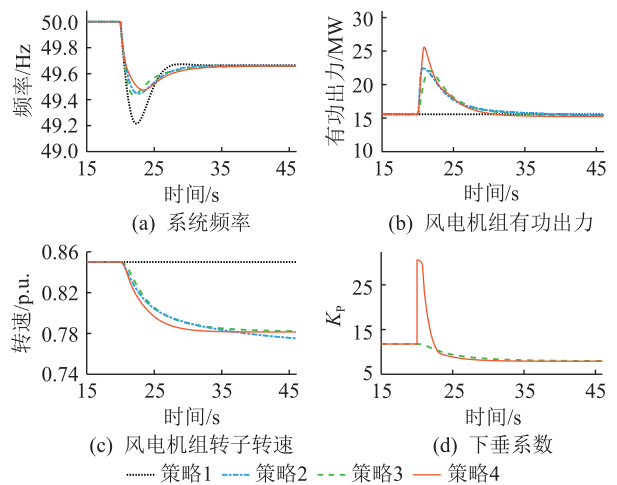 50.0
49.8
49.6
49.4
49.2
49.0
频率/Hz
15 25 35 45
时间/s
(a) 系统频率
30
25
20
15
10
有功出力/MW
15 25 35 45
时间/s
(b) 风电机组有功出力
0.86
0.82
0.78
0.74
转速/p.u.
15 25 35 45
时间/s
(c) 风电机组转子转速
25
15
5
KP
15 25 35 45
时间/s
(d) 下垂系数
策略1 策略2 策略3 策略4